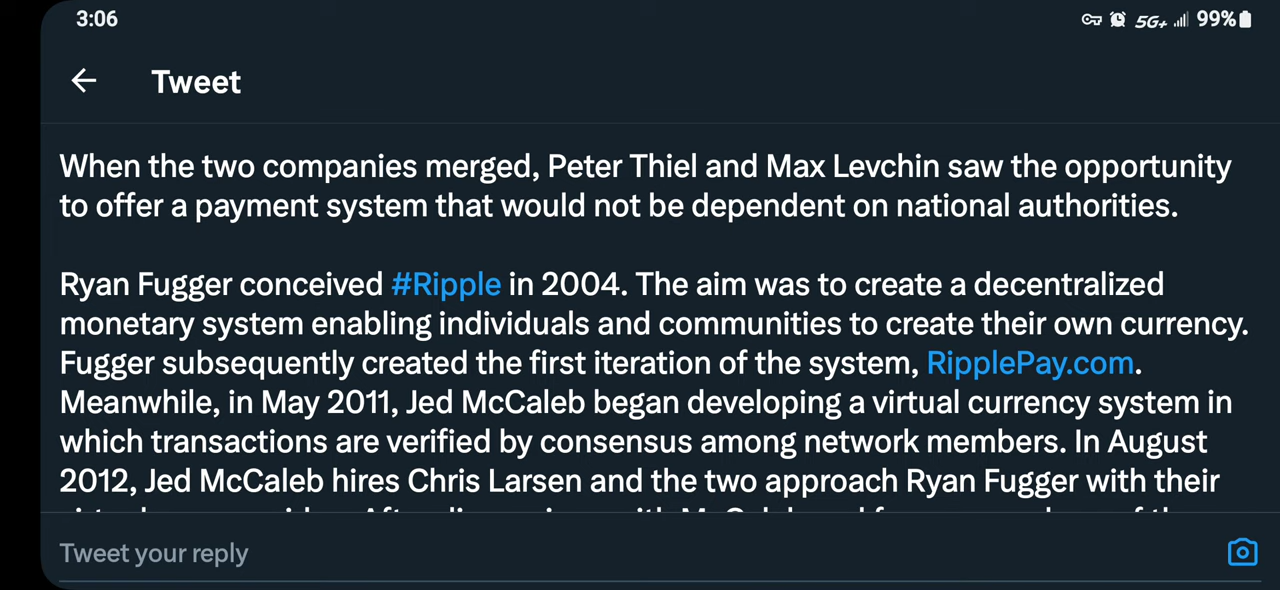 3:06
5G+ 99%
Tweet
When the two companies merged, Peter Thiel and Max Levchin saw the opportunity
to offer a payment system that would not be dependent on national authorities.
Ryan Fugger conceived #Ripple in 2004. The aim was to create a decentralized
monetary system enabling individuals and communities to create their own currency.
Fugger subsequently created the first iteration of the system, RipplePay.com.
Meanwhile, in May 2011, Jed McCaleb began developing a virtual currency system in
which transactions are verified by consensus among network members. In August
2012, Jed McCaleb hires Chris Larsen and the two approach Ryan Fugger with their
Tweet your reply